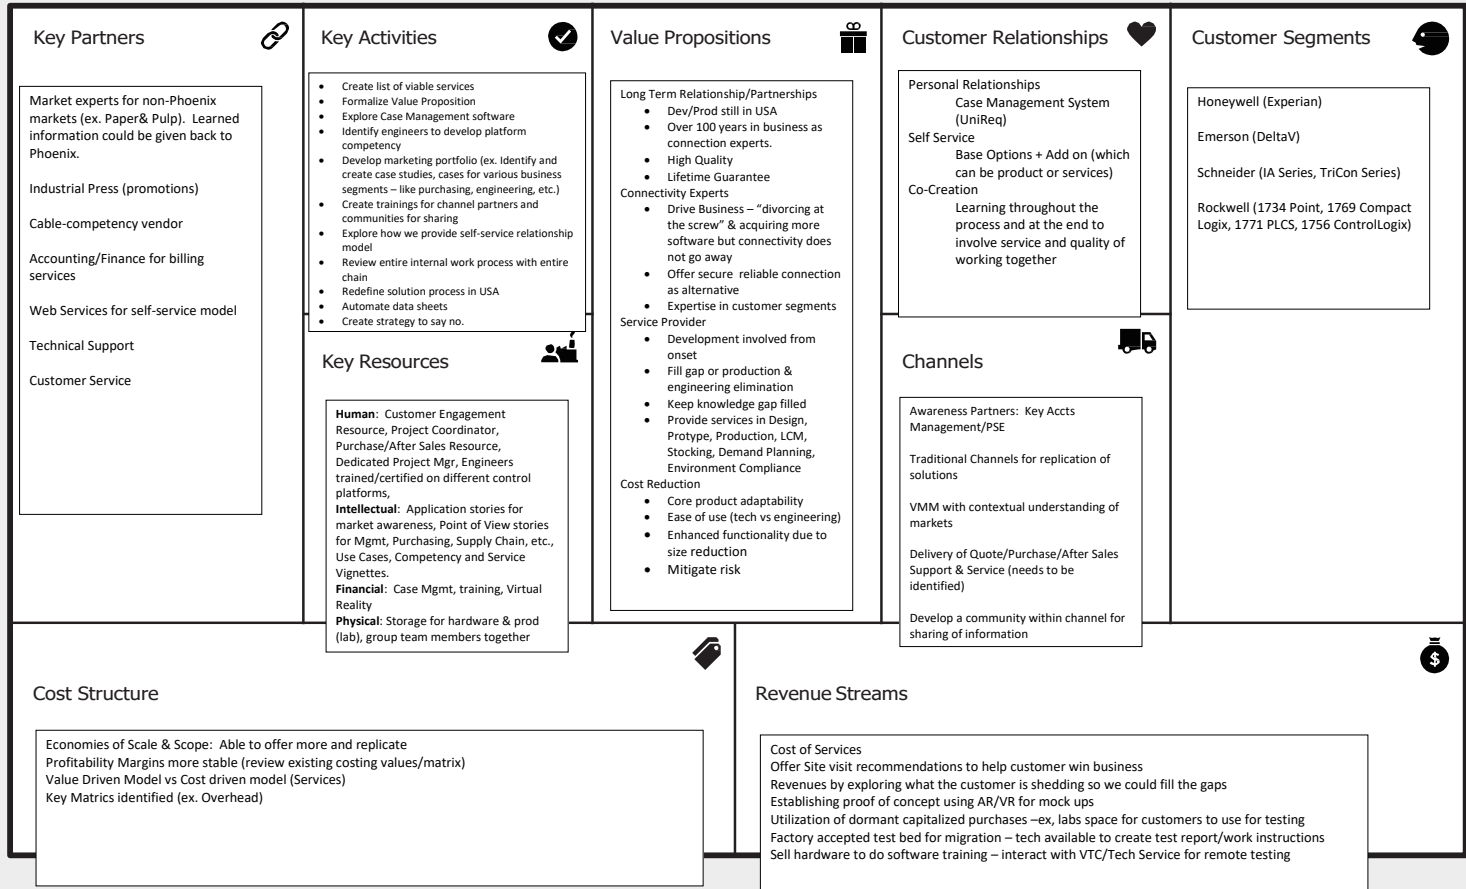 Key Partners
Market experts for non-Phoenix
markets (ex. Paper& Pulp).  Learned
information could be given back to
Phoenix.
Industrial Press (promotions)
Cable-competency vendor
Accounting/Finance for billing
services
Web Services for self-service model
Technical Support
Customer Service
Key Activities
• Create list of viable services
• Formalize Value Proposition
• Explore Case Management software
• Identify engineers to develop platform
competency
• Develop marketing portfolio (ex. Identify and
create case studies, cases for various business
segments – like purchasing, engineering, etc.)
• Create trainings for channel partners and
communities for sharing
• Explore how we provide self-service relationship
model
• Review entire internal work process with entire
chain
• Redefine solution process in USA
• Automate data sheets
• Create strategy to say no.
Key Resources
Human:  Customer Engagement
Resource, Project Coordinator,
Purchase/After Sales Resource,
Dedicated Project Mgr, Engineers
trained/certified on different control
platforms,
Intellectual:  Application stories for
market awareness, Point of View stories
for Mgmt, Purchasing, Supply Chain, etc.,
Use Cases, Competency and Service
Vignettes.
Financial:  Case Mgmt, training, Virtual
Reality
Physical: Storage for hardware & prod
(lab), group team members together
Value Propositions
Long Term Relationship/Partnerships
• Dev/Prod still in USA
• Over 100 years in business as
connection experts.
• High Quality
• Lifetime Guarantee
Connectivity Experts
• Drive Business – “divorcing at
the screw” & acquiring more
software but connectivity does
not go away
• Offer secure  reliable connection
as alternative
• Expertise in customer segments
Service Provider
• Development involved from
onset
• Fill gap or production &
engineering elimination
• Keep knowledge gap filled
• Provide services in Design,
Protype, Production, LCM,
Stocking, Demand Planning,
Environment Compliance
Cost Reduction
• Core product adaptability
• Ease of use (tech vs engineering)
• Enhanced functionality due to
size reduction
• Mitigate risk
Customer Relationships
Personal Relationships
Case Management System
(UniReq)
Self Service
Base Options + Add on (which
can be product or services)
Co-Creation
Learning throughout the
process and at the end to
involve service and quality of
working together
Channels
Awareness Partners:  Key Accts
Management/PSE
Traditional Channels for replication of
solutions
VMM with contextual understanding of
markets
Delivery of Quote/Purchase/After Sales
Support & Service (needs to be
identified)
Develop a community within channel for
sharing of information
Customer Segments
Honeywell (Experian)
Emerson (DeltaV)
Schneider (IA Series, TriCon Series)
Rockwell (1734 Point, 1769 Compact
Logix, 1771 PLCS, 1756 ControlLogix)
Cost Structure
Economies of Scale & Scope:  Able to offer more and replicate
Profitability Margins more stable (review existing costing values/matrix)
Value Driven Model vs Cost driven model (Services)
Key Matrics identified (ex. Overhead)
$
Revenue Streams
Cost of Services
Offer Site visit recommendations to help customer win business
Revenues by exploring what the customer is shedding so we could fill the gaps
Establishing proof of concept using AR/VR for mock ups
Utilization of dormant capitalized purchases –ex, labs space for customers to use for testing
Factory accepted test bed for migration – tech available to create test report/work instructions
Sell hardware to do software training – interact with VTC/Tech Service for remote testing